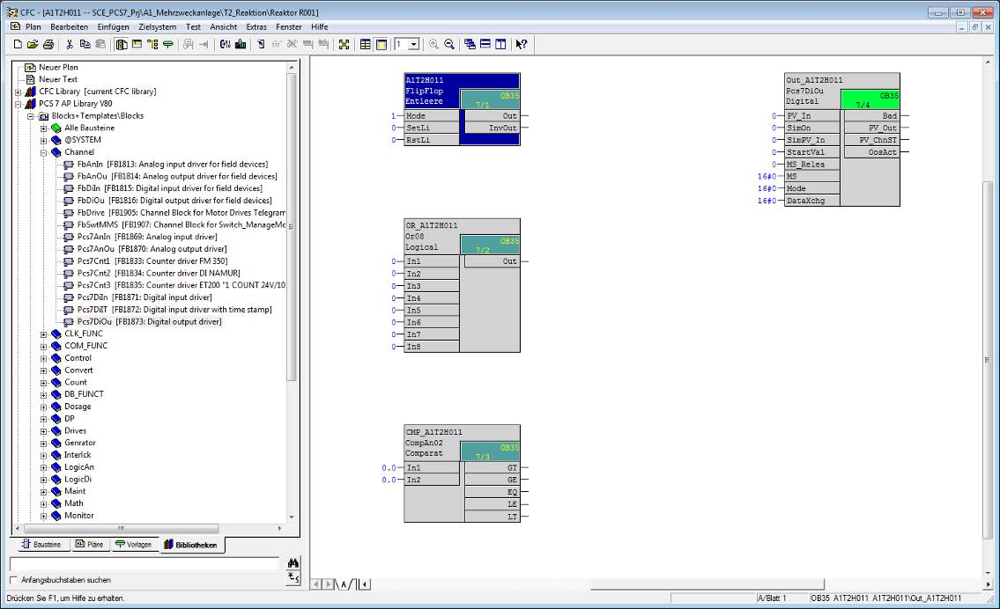 CFC - [A1T2H011 -- SCE_PCS7_Prj\A1_Mehrzweckanlage\T2_Reaktion\Reaktor R001]
Plan Bearbeiten Einfügen Zielsystem Test Ansicht Extras Fenster Hilfe
1
Neuer Plan
Neuer Text
CFC Library [current CFC library]
PCS 7 AP Library V80
Blocks+Templates\Blocks
Alle Bausteine
@SYSTEM
Channel
FbAnIn [FB1813: Analog input driver for field devices]
FbAnOu [FB1814: Analog output driver for field devices]
FbDiIn [FB1815: Digital input driver for field devices]
FbDiOu [FB1816: Digital output driver for field devices]
FbDrive [FB1905: Channel Block for Motor Drives Telegram
FbSwtMMS [FB1907: Channel Block for Switch_ManageMo
Pcs7AnIn [FB1869: Analog input driver]
Pcs7AnOu [FB1870: Analog output driver]
Pcs7Cnt1 [FB1833: Counter driver FM 350]
Pcs7Cnt2 [FB1834: Counter driver DI NAMUR]
Pcs7Cnt3 [FB1835: Counter driver ET200 "1 COUNT 24V/10
Pcs7DiIn [FB1871: Digital input driver]
Pcs7DiIT [FB1872: Digital input driver with time stamp]
Pcs7DiOu [FB1873: Digital output driver]
CLK_FUNC
COM_FUNC
Control
Convert
Count
DB_FUNCT
Dosage
DP
Drives
Genrator
Interlck
LogicAn
LogicDi
Maint
Math
Monitor
Bausteine Pläne Vorlagen Bibliotheken
Anfangsbuchstaben suchen
A1T2H011
FlipFlop
Entleere
OB35
7/1
1 Mode Out
0 SetLi InvOut
0 RstLi
OR_A1T2H011
Or08
Logical
OB35
7/2
0 In1 Out
0 In2
0 In3
0 In4
0 In5
0 In6
0 In7
0 In8
CMP_A1T2H011
CompAn02
Comparat
OB35
7/3
0.0 In1 GT
0.0 In2 GE
EQ
LE
LT
Out_A1T2H011
Pcs7DiOu
Digital
OB35
7/4
0 PV_In Bad
0 SimOn PV_Out
0 SimPV_In PV_ChnST
0 StartVal OosAct
0 MS_Relea
16#0 MS
16#0 Mode
16#0 DataXchg
A
Drücken Sie F1, um Hilfe zu erhalten.
A/Blatt 1
OB35 A1T2H011 A1T2H011\Out_A1T2H011